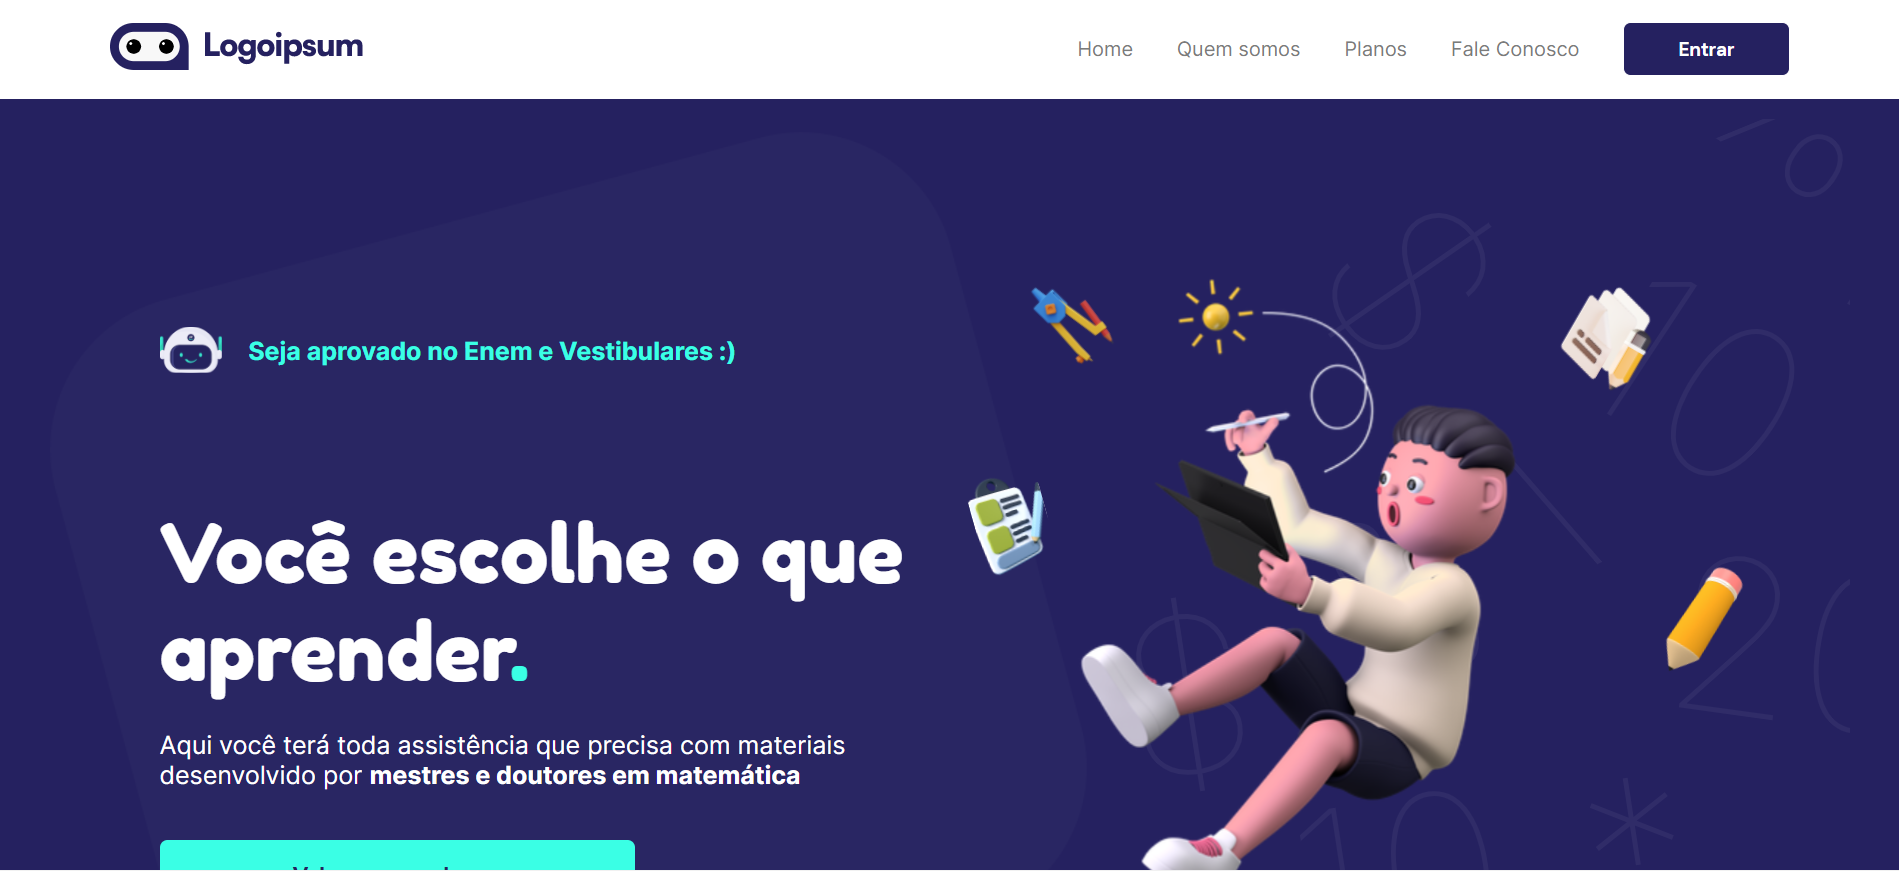 Logoipsum
Home
Quem somos
Planos
Fale Conosco
Entrar
Seja aprovado no Enem e Vestibulares :)
Você escolhe o que
aprender.
Aqui você terá toda assistência que precisa com materiais
desenvolvido por mestres e doutores em matemática